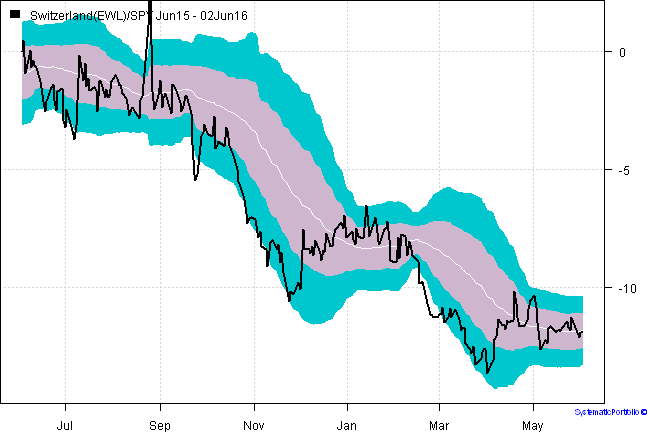 Switzerland(EWL)/SPY Jun15 - 02Jun16
0
-5
-10
Jul Sep Nov Jan Mar May
SystematicPortfolio ©